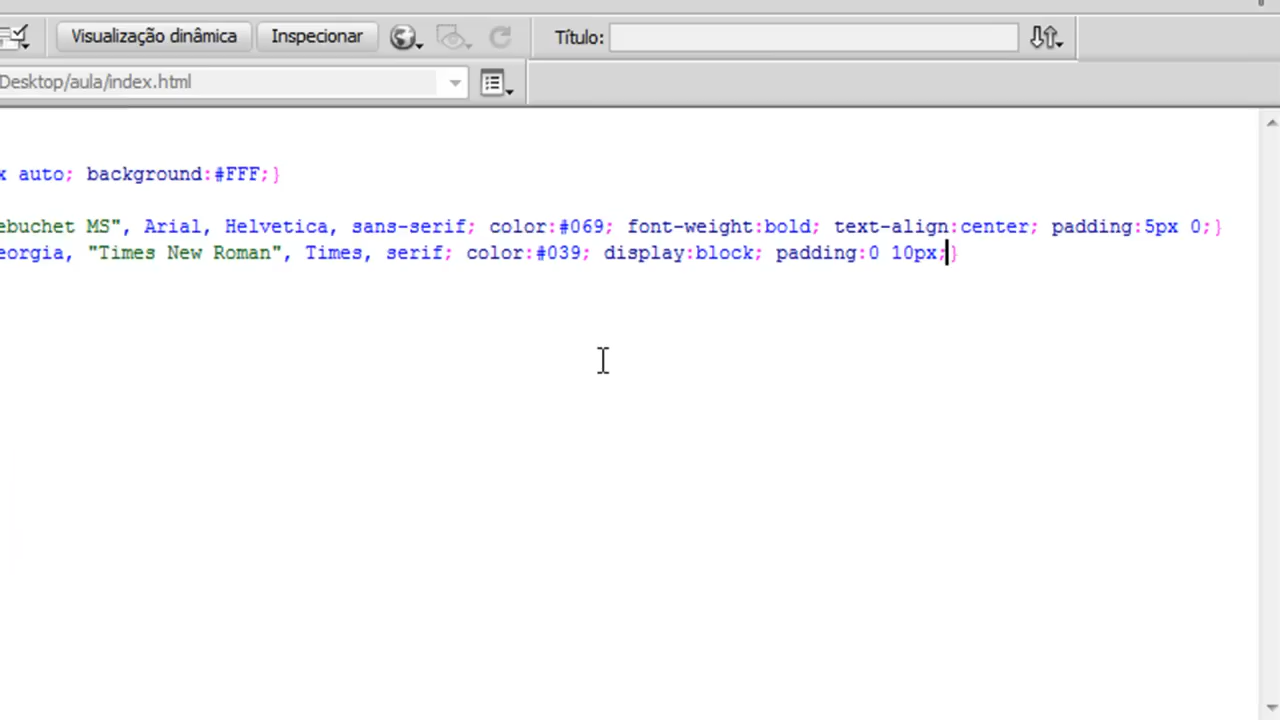 Visualização dinâmica Inspecionar Título:
Desktop/aula/index.html
x auto; background:#FFF;}
ebuchet MS", Arial, Helvetica, sans-serif; color:#069; font-weight:bold; text-align:center; padding:5px 0;}
eorgia, "Times New Roman", Times, serif; color:#039; display:block; padding:0 10px;}